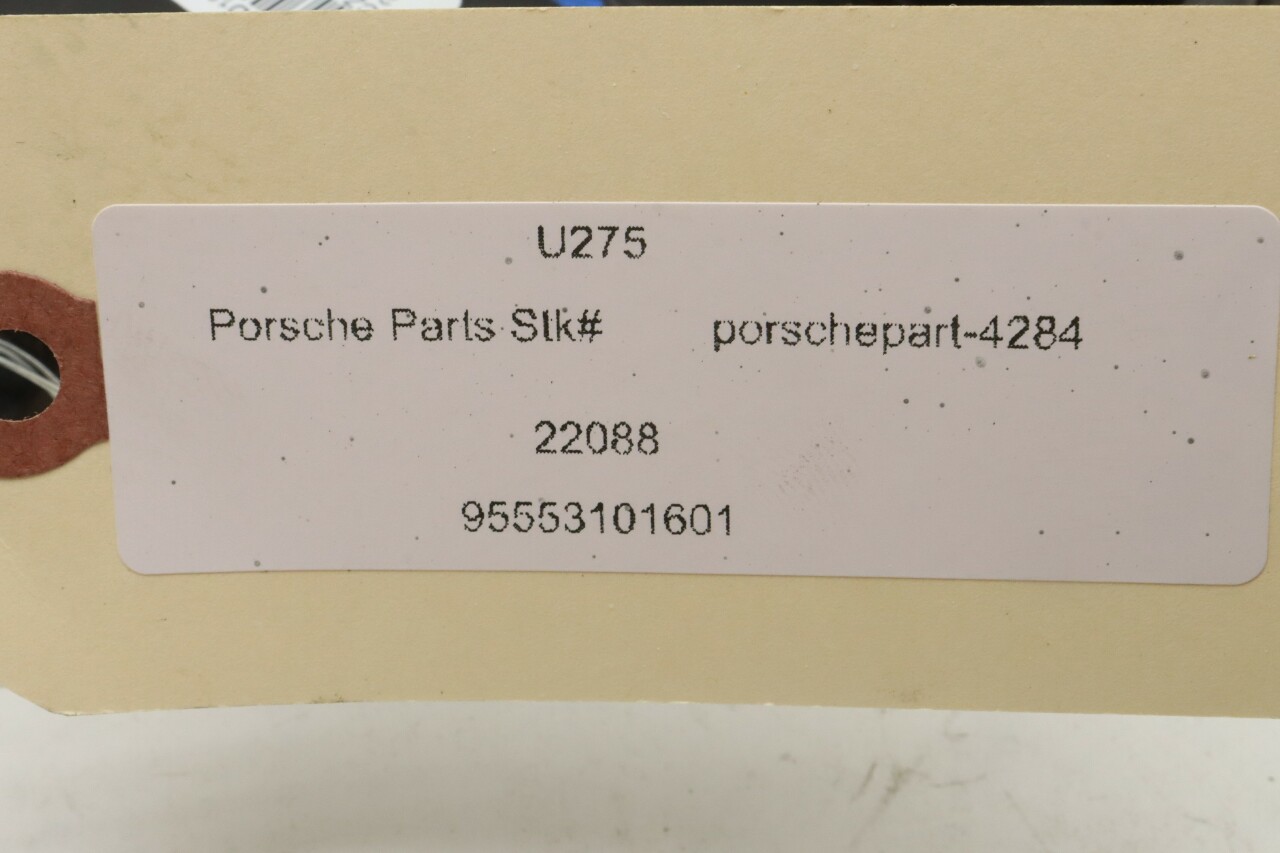 U275
Porsche Parts Stk# porschepart-4284
22088
95553101601